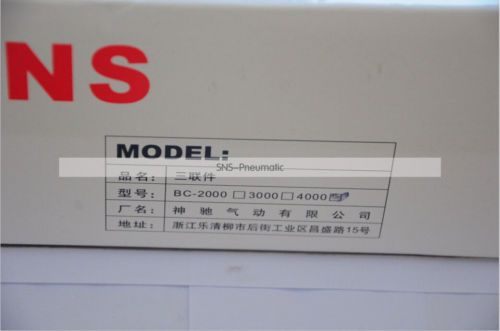 NS
MODEL:
SNS-Pneumatic
品名: 三联件
型号: BC-2000 □ 3000 □ 4000
厂名: 神驰气动有限公司
地址: 浙江乐清柳市后街工业区昌盛路15号